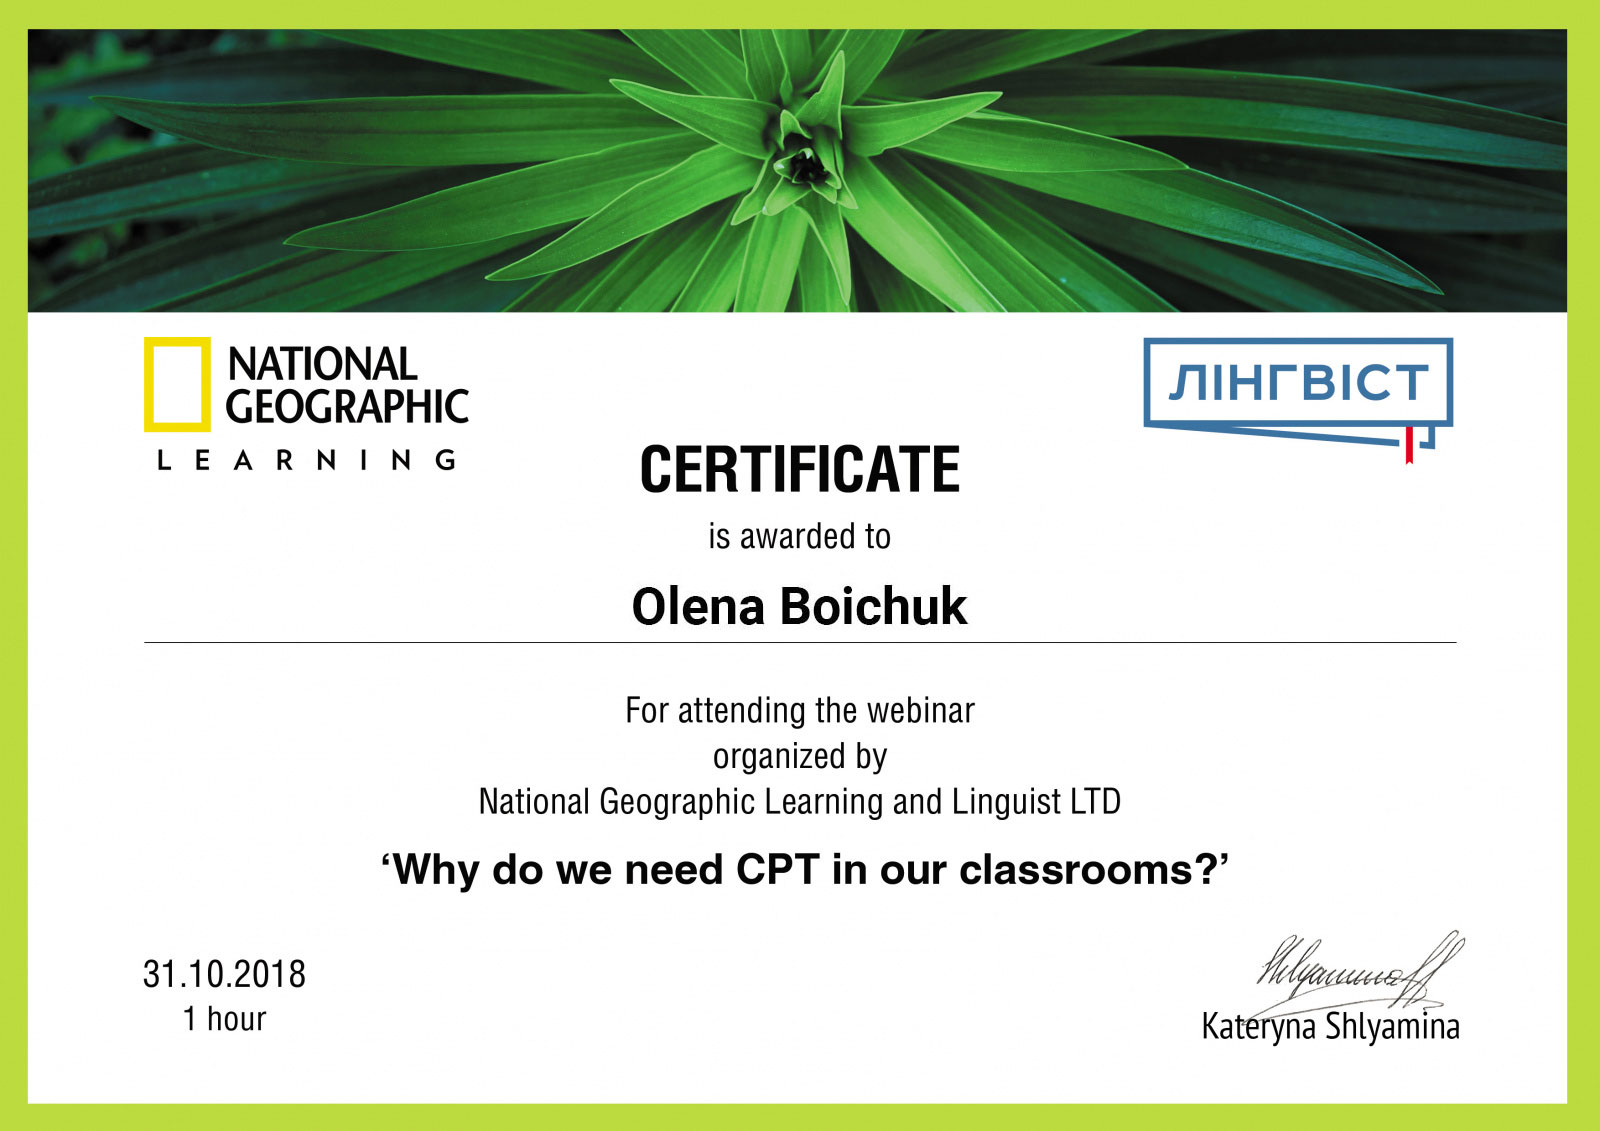 NATIONAL
GEOGRAPHIC
LEARNING
ЛІНГВІСТ
CERTIFICATE
is awarded to
Olena Boichuk
For attending the webinar
organized by
National Geographic Learning and Linguist LTD
‘Why do we need CPT in our classrooms?’
31.10.2018
1 hour
Shlyamina
Kateryna Shlyamina